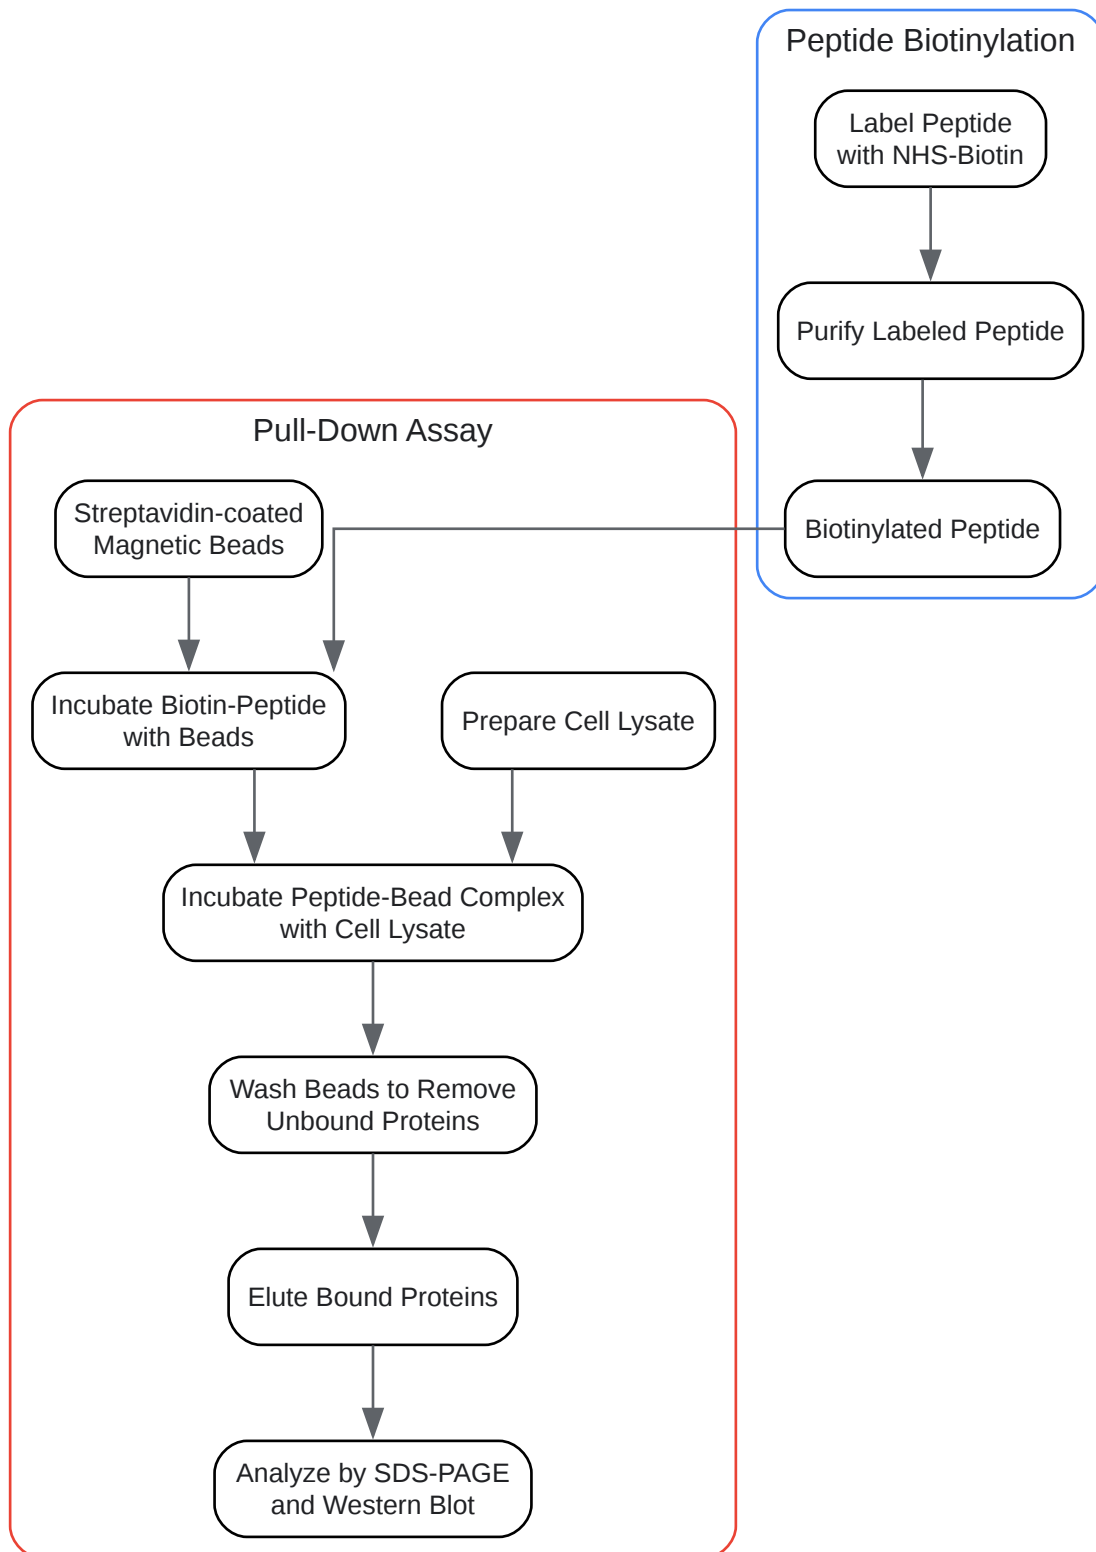 Peptide Biotinylation
Label Peptide
with NHS-Biotin
Purify Labeled Peptide
Biotinylated Peptide
Pull-Down Assay
Streptavidin-coated
Magnetic Beads
Incubate Biotin-Peptide
with Beads
Prepare Cell Lysate
Incubate Peptide-Bead Complex
with Cell Lysate
Wash Beads to Remove
Unbound Proteins
Elute Bound Proteins
Analyze by SDS-PAGE
and Western Blot